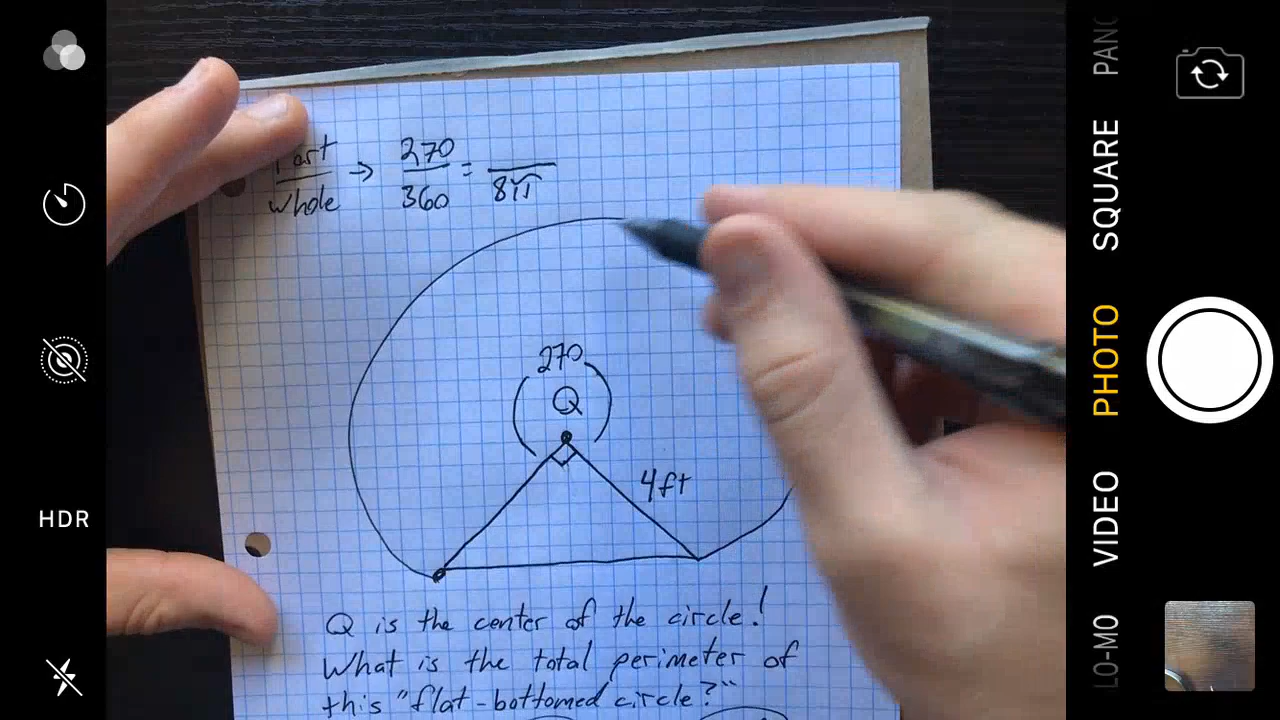 Part
whole
→
270
360
=
8π
270
Q
4ft
Q is the center of the circle!
What is the total perimeter of
this "flat-bottomed circle?"
HDR
PANO
SQUARE
PHOTO
VIDEO
LO-MO